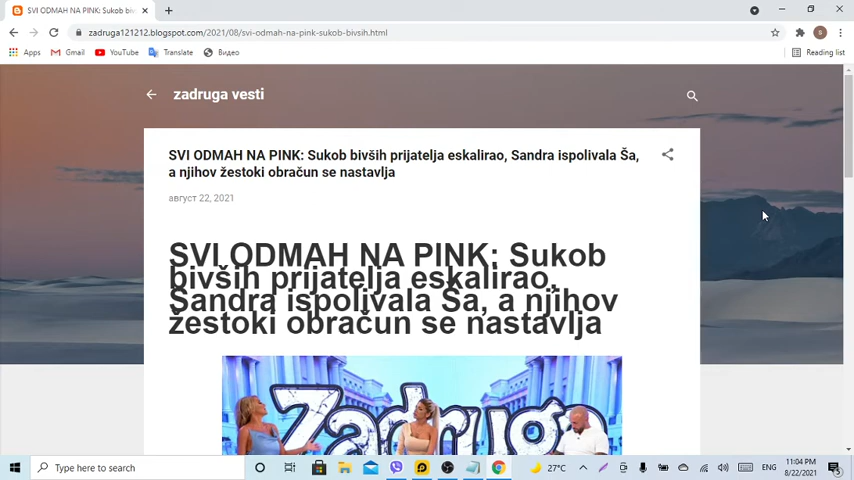 SVI ODMAH NA PINK: Sukob bivši
zadruga121212.blogspot.com/2021/08/svi-odmah-na-pink-sukob-bivsih.html
Apps Gmail YouTube Translate Видео Reading list
zadruga vesti
SVI ODMAH NA PINK: Sukob bivših prijatelja eskalirao, Sandra ispolivala Ša,
a njihov žestoki obračun se nastavlja
август 22, 2021
SVI ODMAH NA PINK: Sukob
bivših prijatelja eskalirao,
Sandra ispolivala Ša, a njihov
žestoki obračun se nastavlja
Zadruga
Type here to search
27°C
ENG
11:04 PM
8/22/2021